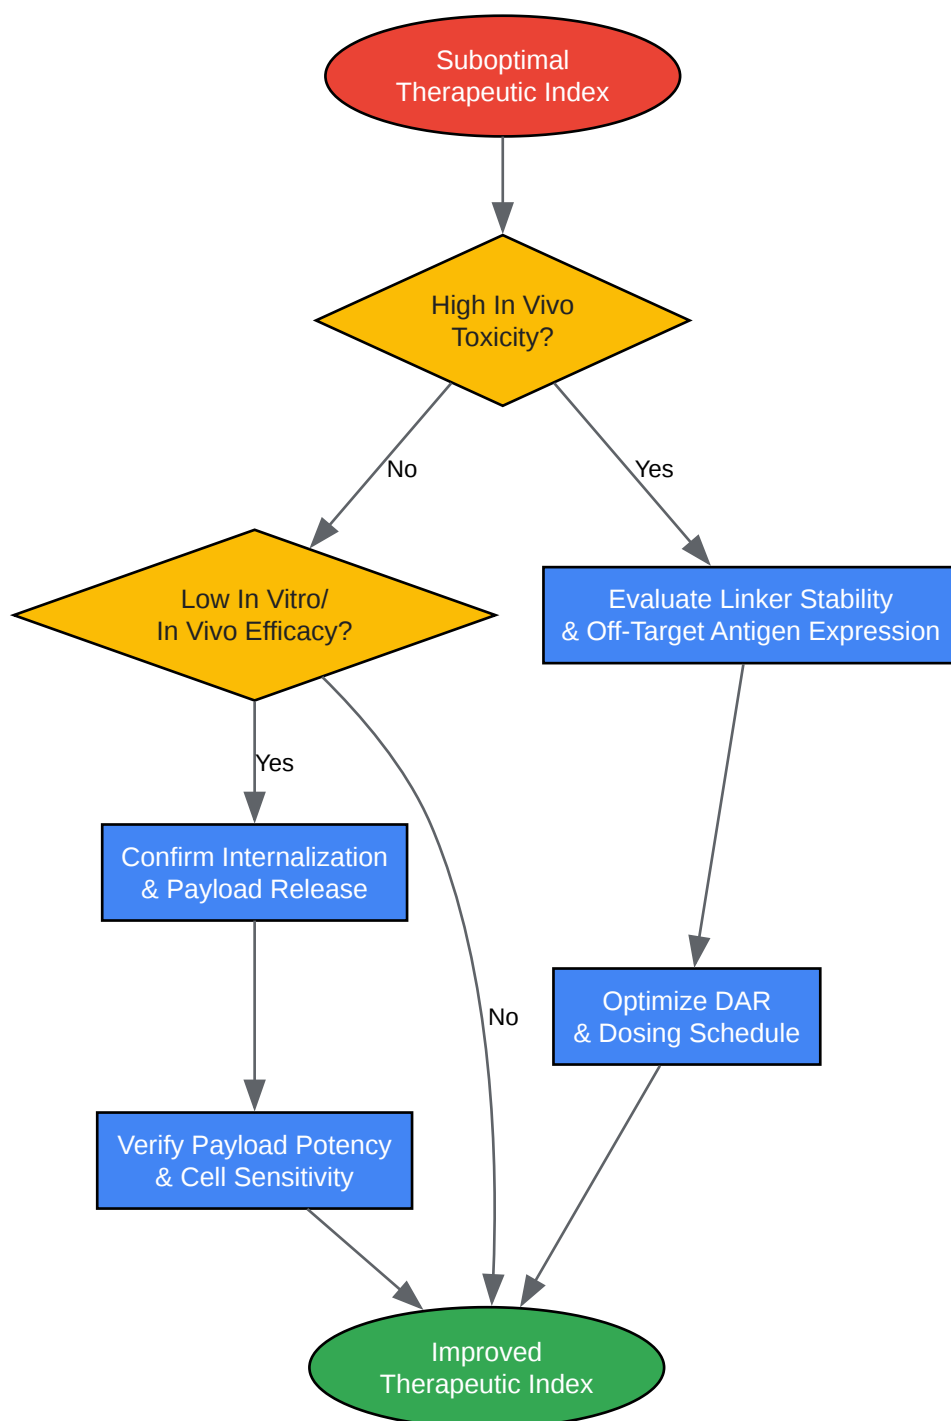 Suboptimal
Therapeutic Index
High In Vivo
Toxicity?
No
Yes
Low In Vitro/
In Vivo Efficacy?
Evaluate Linker Stability
& Off-Target Antigen Expression
Yes
Confirm Internalization
& Payload Release
No
Optimize DAR
& Dosing Schedule
Verify Payload Potency
& Cell Sensitivity
Improved
Therapeutic Index